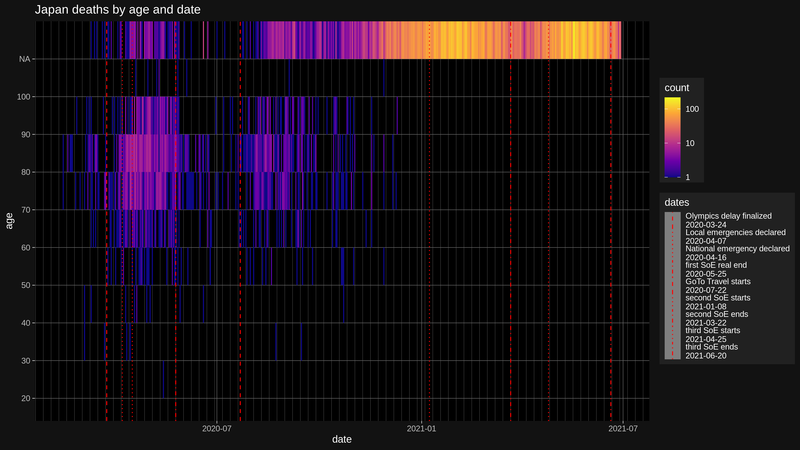 Japan deaths by age and date
NA
100
90
80
70
60
50
40
30
20
age
2020-07
2021-01
2021-07
date
count
100
10
1
dates
Olympics delay finalized
2020-03-24
Local emergencies declared
2020-04-07
National emergency declared
2020-04-16
first SoE real end
2020-05-25
GoTo Travel starts
2020-07-22
second SoE starts
2021-01-08
second SoE ends
2021-03-22
third SoE starts
2021-04-25
third SoE ends
2021-06-20